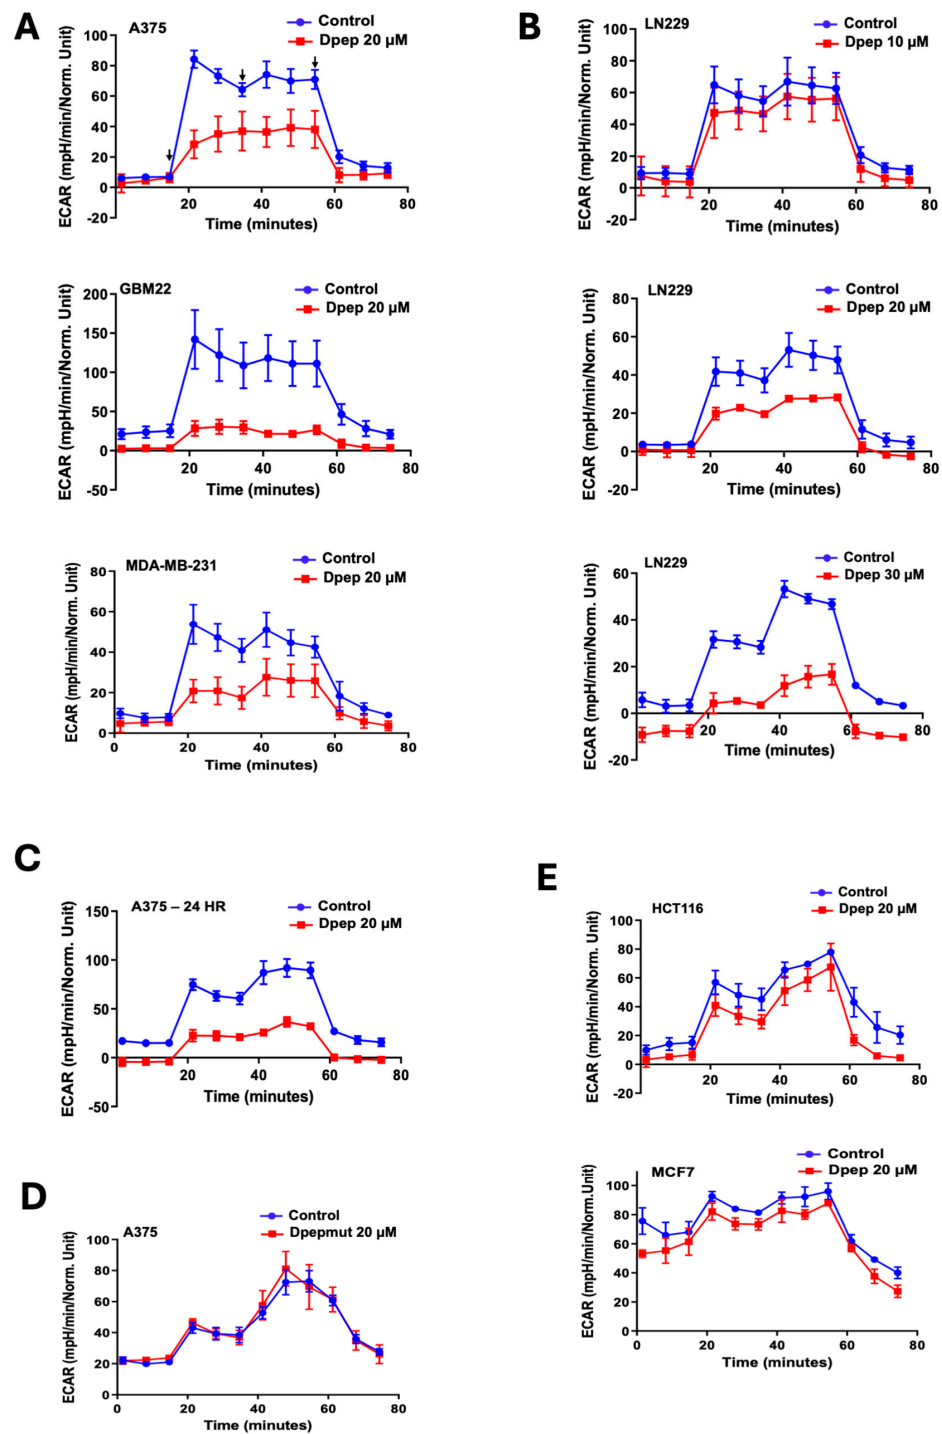 A
A375
Control
Dpep 20 µM
ECAR (mpH/min/Norm. Unit)
100
80
60
40
20
0
-20
20
40
60
80
Time (minutes)
GBM22
Control
Dpep 20 µM
ECAR (mpH/min/Norm. Unit)
200
150
100
50
0
-50
20
40
60
80
Time (minutes)
MDA-MB-231
Control
Dpep 20 µM
ECAR (mpH/min/Norm. Unit)
80
60
40
20
0
0
20
40
60
80
Time (minutes)
B
LN229
Control
Dpep 10 µM
ECAR (mpH/min/Norm. Unit)
100
80
60
40
20
0
-20
20
40
60
80
Time (minutes)
LN229
Control
Dpep 20 µM
ECAR (mpH/min/Norm. Unit)
80
60
40
20
0
-20
20
40
60
80
Time (minutes)
LN229
Control
Dpep 30 µM
ECAR (mpH/min/Norm. Unit)
60
40
20
0
-20
20
40
6
80
Time (minutes)
C
A375 – 24 HR
Control
Dpep 20 µM
ECAR (mpH/min/Norm. Unit)
150
100
50
0
-50
20
40
60
80
Time (minutes)
D
A375
Control
Dpepmut 20 µM
ECAR (mpH/min/Norm. Unit)
100
80
60
40
20
0
0
20
40
60
80
Time (minutes)
E
HCT116
Control
Dpep 20 µM
ECAR (mpH/min/Norm. Unit)
100
80
60
40
20
0
-20
20
40
60
80
Time (minutes)
MCF7
Control
Dpep 20 µM
ECAR (mpH/min/Norm.Unit)
100
80
60
40
20
0
0
20
40
60
80
Time (minutes)